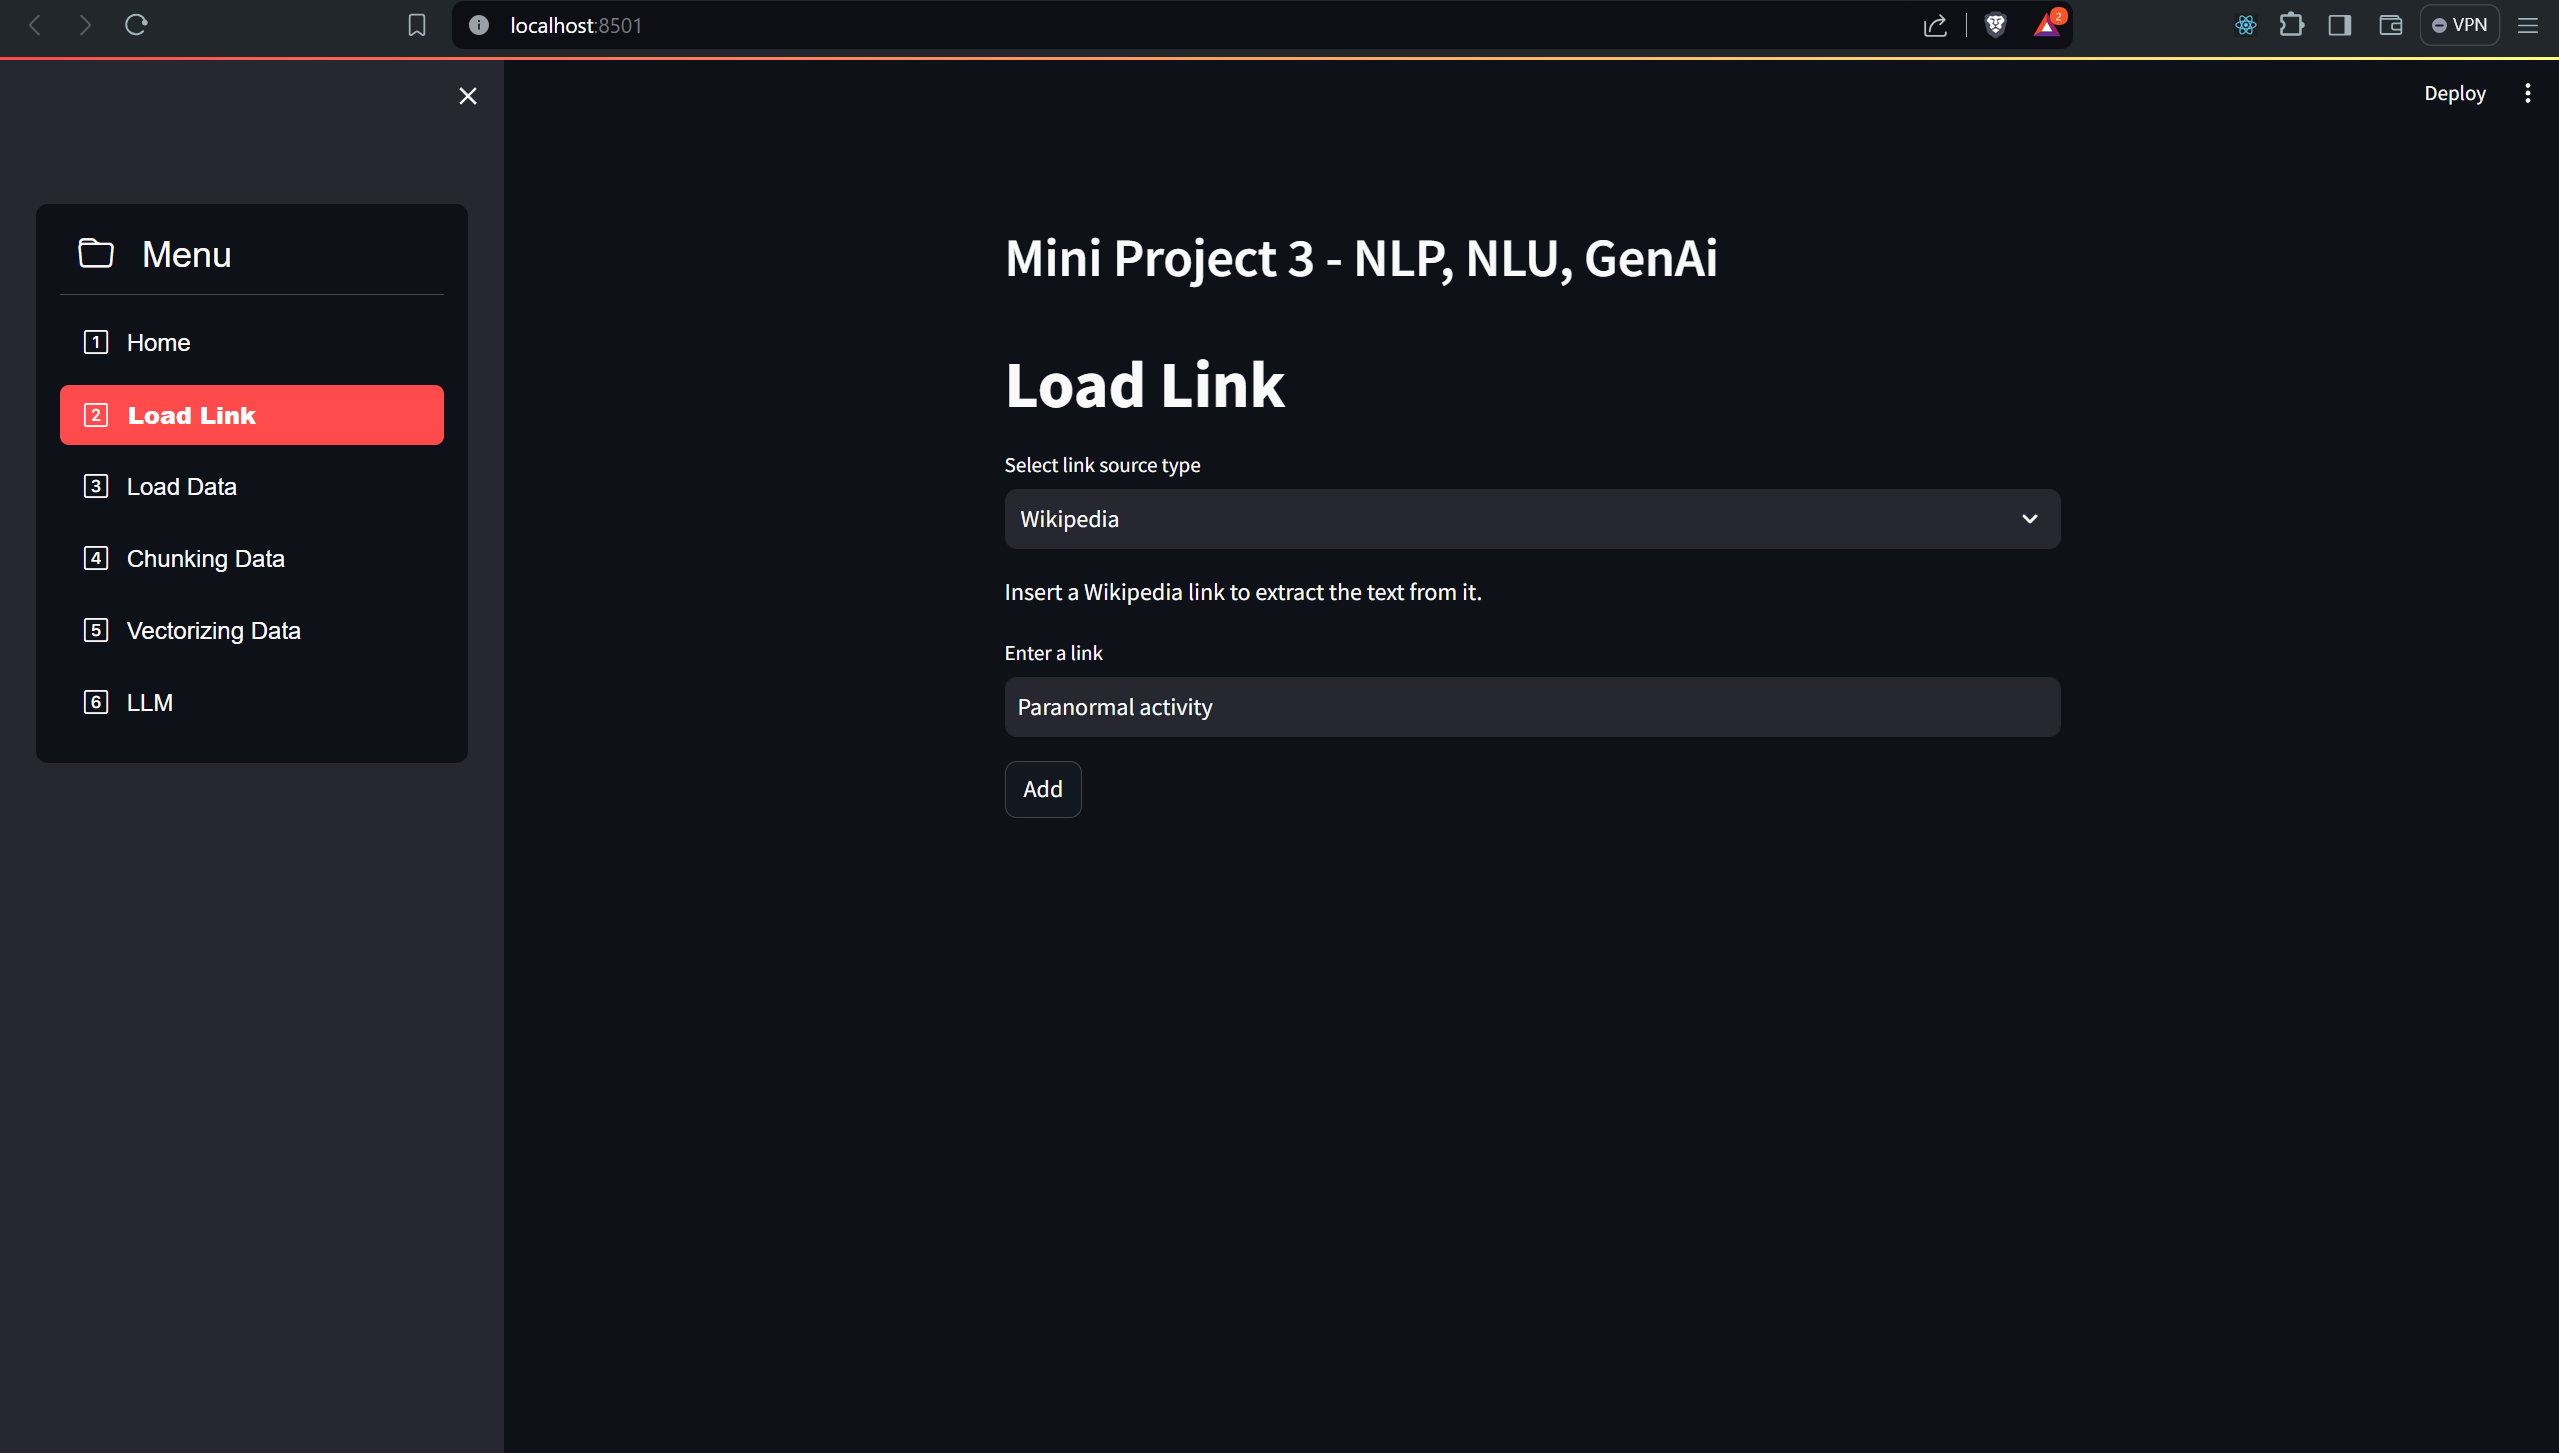 localhost:8501
2
VPN
Deploy
Menu
1 Home
2 Load Link
3 Load Data
4 Chunking Data
5 Vectorizing Data
6 LLM
Mini Project 3 - NLP, NLU, GenAi
Load Link
Select link source type
Wikipedia
Insert a Wikipedia link to extract the text from it.
Enter a link
Paranormal activity
Add